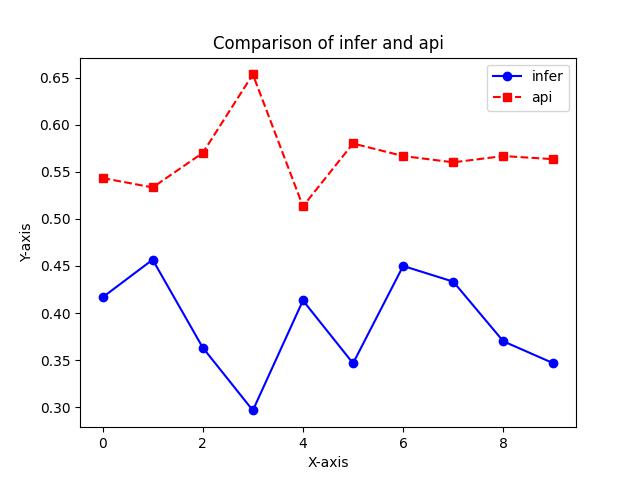 Comparison of infer and api
infer
api
Y-axis
0.65
0.60
0.55
0.50
0.45
0.40
0.35
0.30
0 2 4 6 8
X-axis